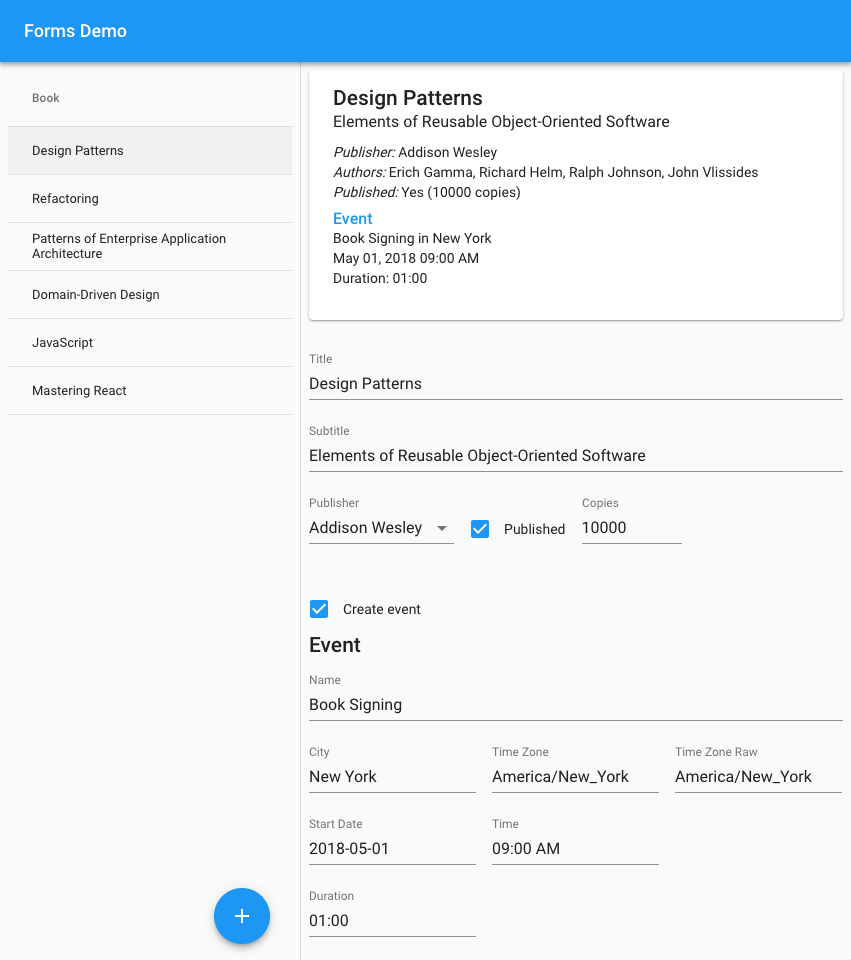 Forms Demo
Book
Design Patterns
Refactoring
Patterns of Enterprise Application
Architecture
Domain-Driven Design
JavaScript
Mastering React
Design Patterns
Elements of Reusable Object-Oriented Software
Publisher: Addison Wesley
Authors: Erich Gamma, Richard Helm, Ralph Johnson, John Vlissides
Published: Yes (10000 copies)
Event
Book Signing in New York
May 01, 2018 09:00 AM
Duration: 01:00
Title
Design Patterns
Subtitle
Elements of Reusable Object-Oriented Software
Publisher Copies
Addison Wesley Published 10000
Create event
Event
Name
Book Signing
City Time Zone Time Zone Raw
New York America/New_York America/New_York
Start Date Time
2018-05-01 09:00 AM
Duration
01:00